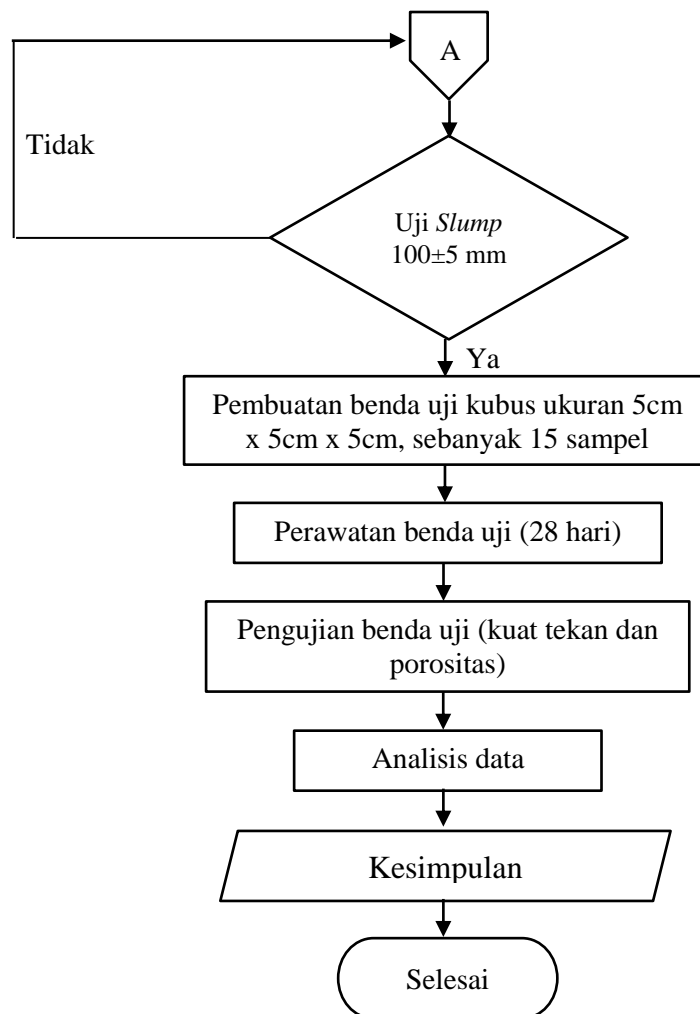 A
Tidak
Uji Slump
100±5 mm
Ya
Pembuatan benda uji kubus ukuran 5cm
x 5cm x 5cm, sebanyak 15 sampel
Perawatan benda uji (28 hari)
Pengujian benda uji (kuat tekan dan
porositas)
Analisis data
Kesimpulan
Selesai